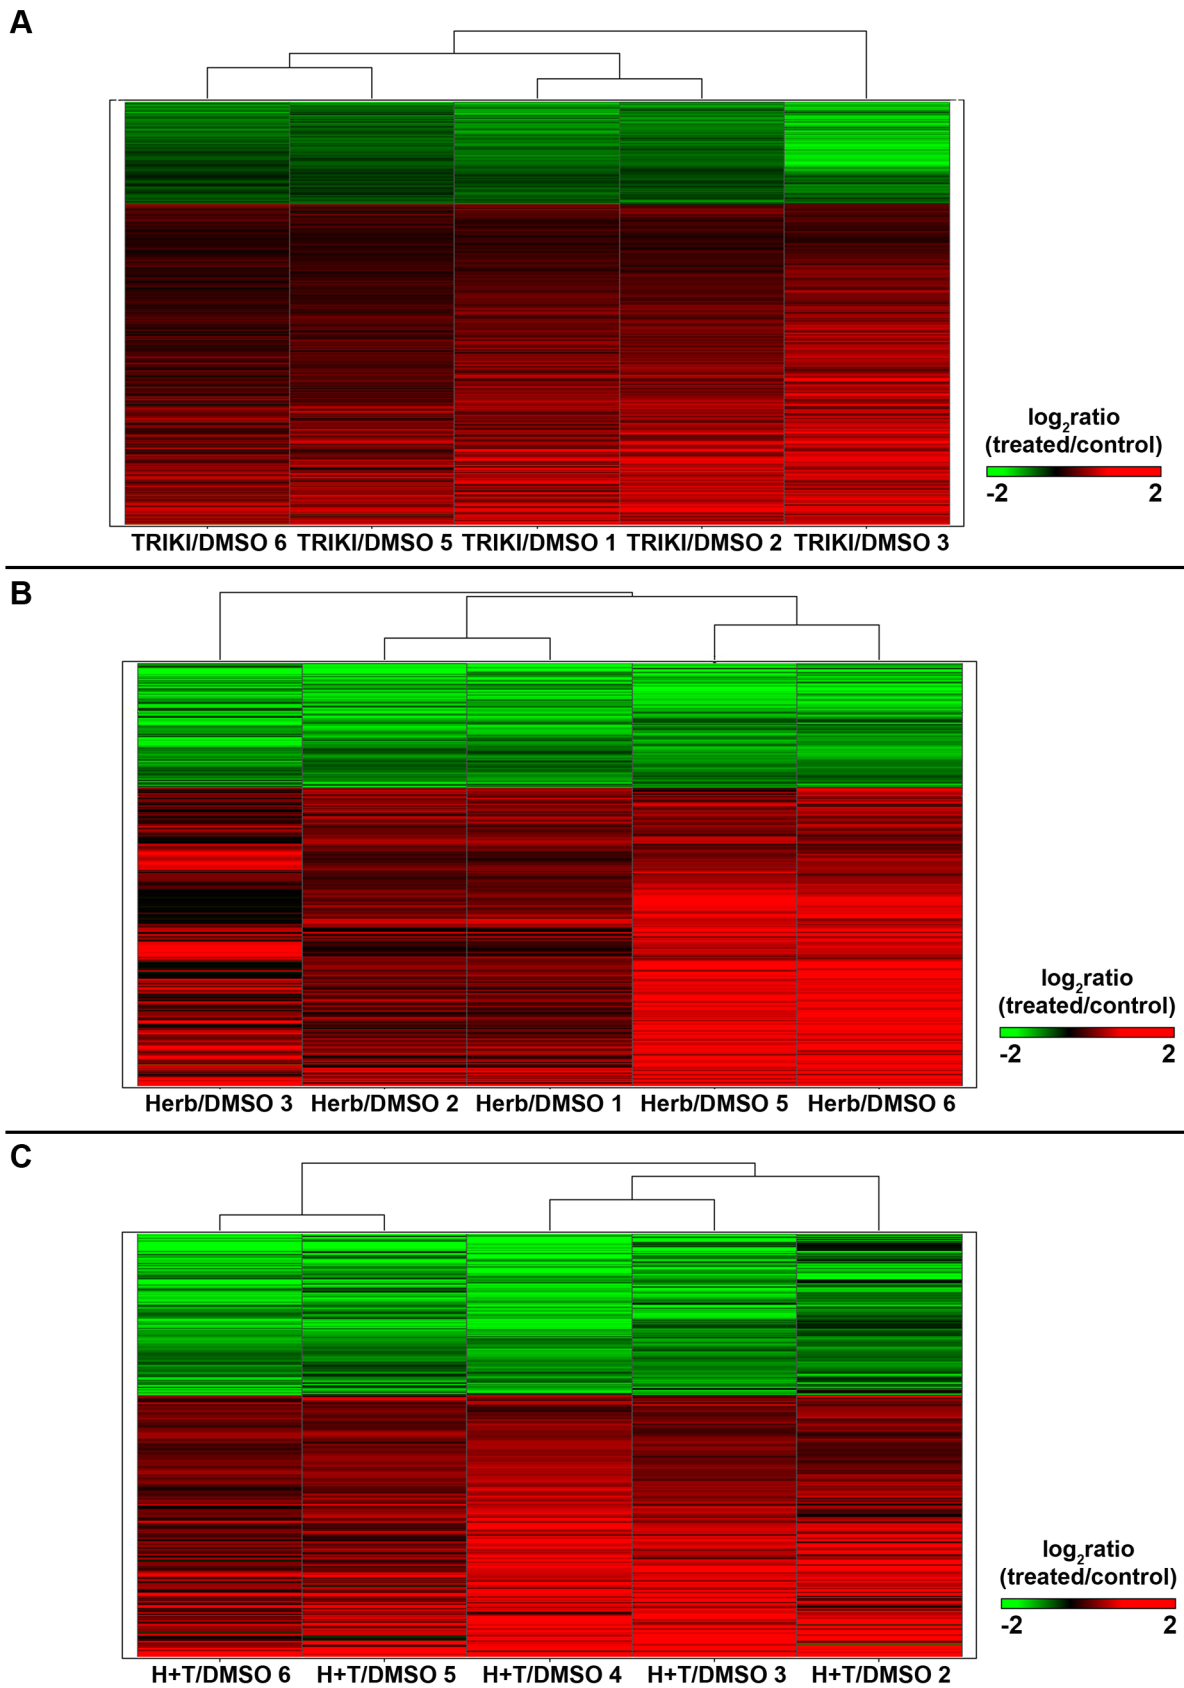 A
log2ratio
(treated/control)
-2 2
TRIKI/DMSO 6 TRIKI/DMSO 5 TRIKI/DMSO 1 TRIKI/DMSO 2 TRIKI/DMSO 3
B
log2ratio
(treated/control)
-2 2
Herb/DMSO 3 Herb/DMSO 2 Herb/DMSO 1 Herb/DMSO 5 Herb/DMSO 6
C
log2ratio
(treated/control)
-2 2
H+T/DMSO 6 H+T/DMSO 5 H+T/DMSO 4 H+T/DMSO 3 H+T/DMSO 2